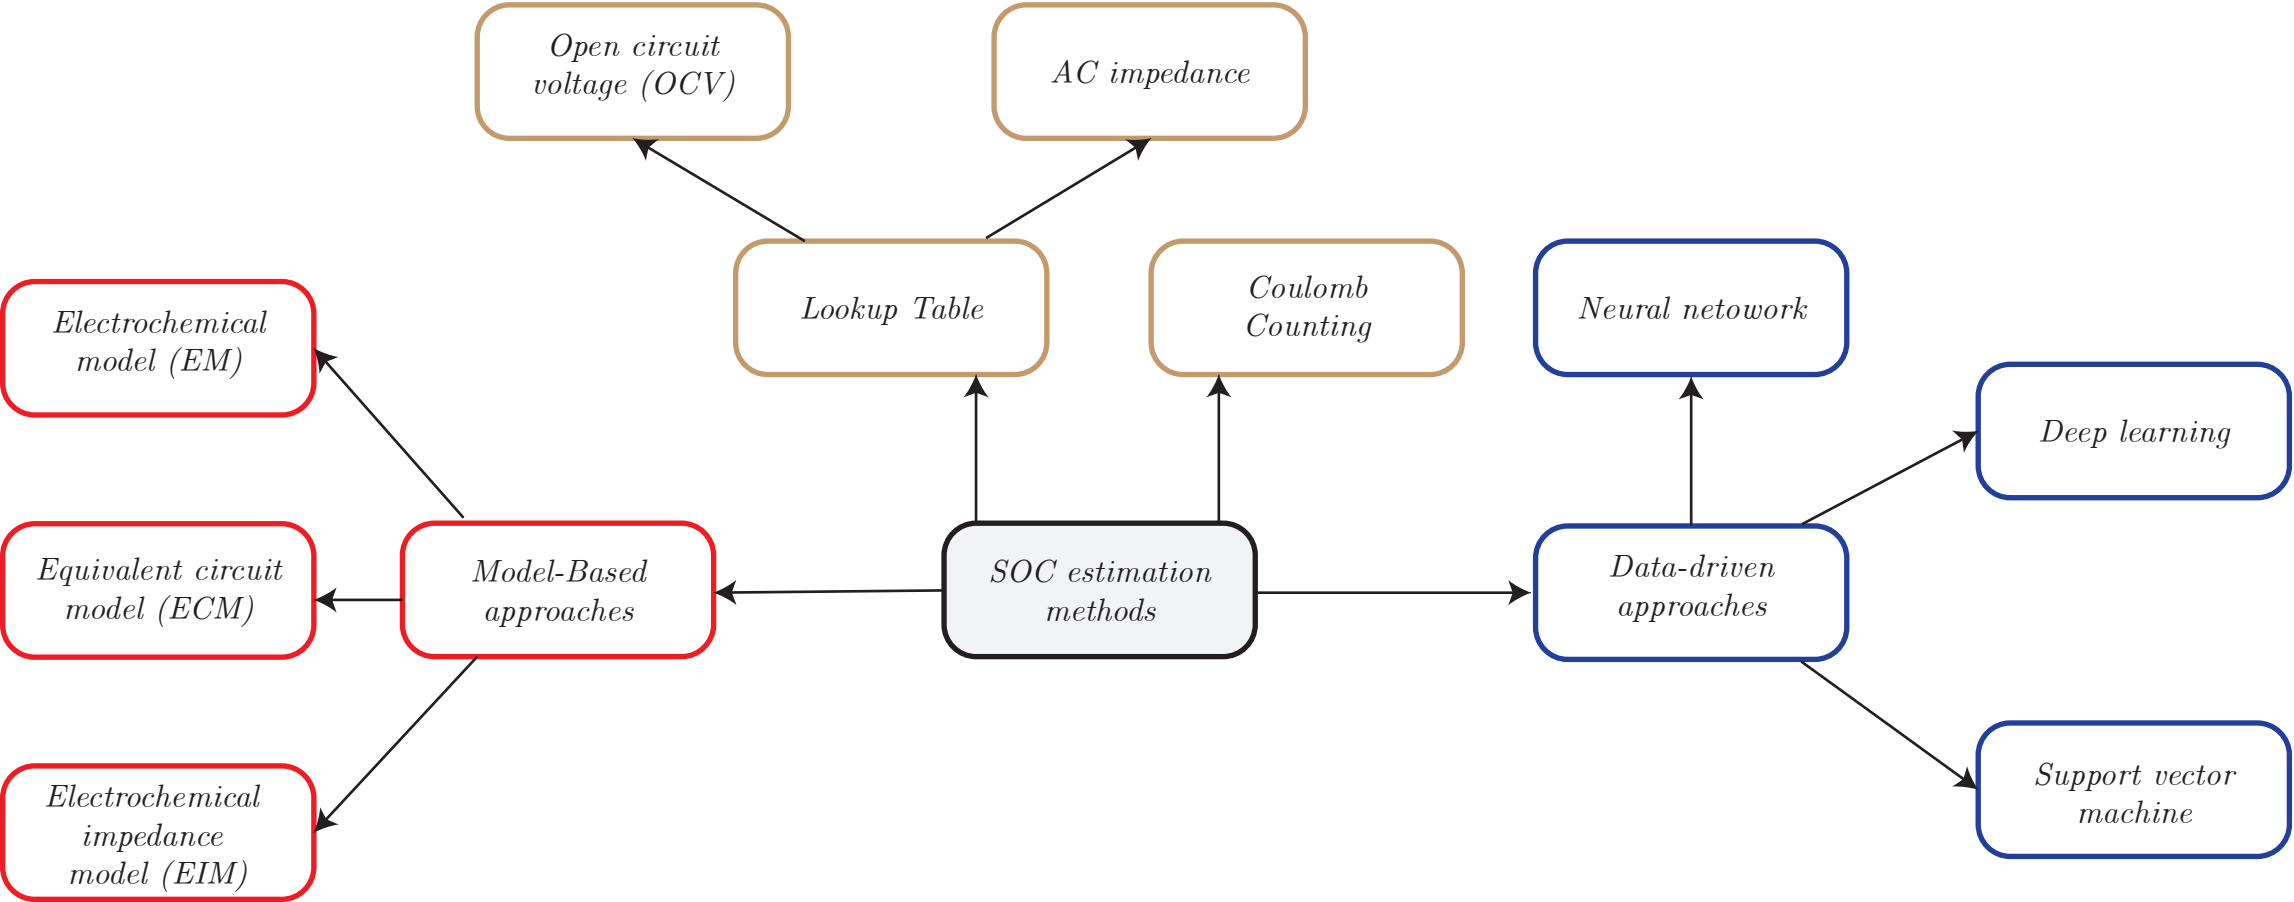 Open circuit
voltage (OCV)
AC impedance
Lookup Table
Coulomb
Counting
Neural netowork
Electrochemical
model (EM)
Deep learning
Equivalent circuit
model (ECM)
Model-Based
approaches
SOC estimation
methods
Data-driven
approaches
Electrochemical
impedance
model (EIM)
Support vector
machine